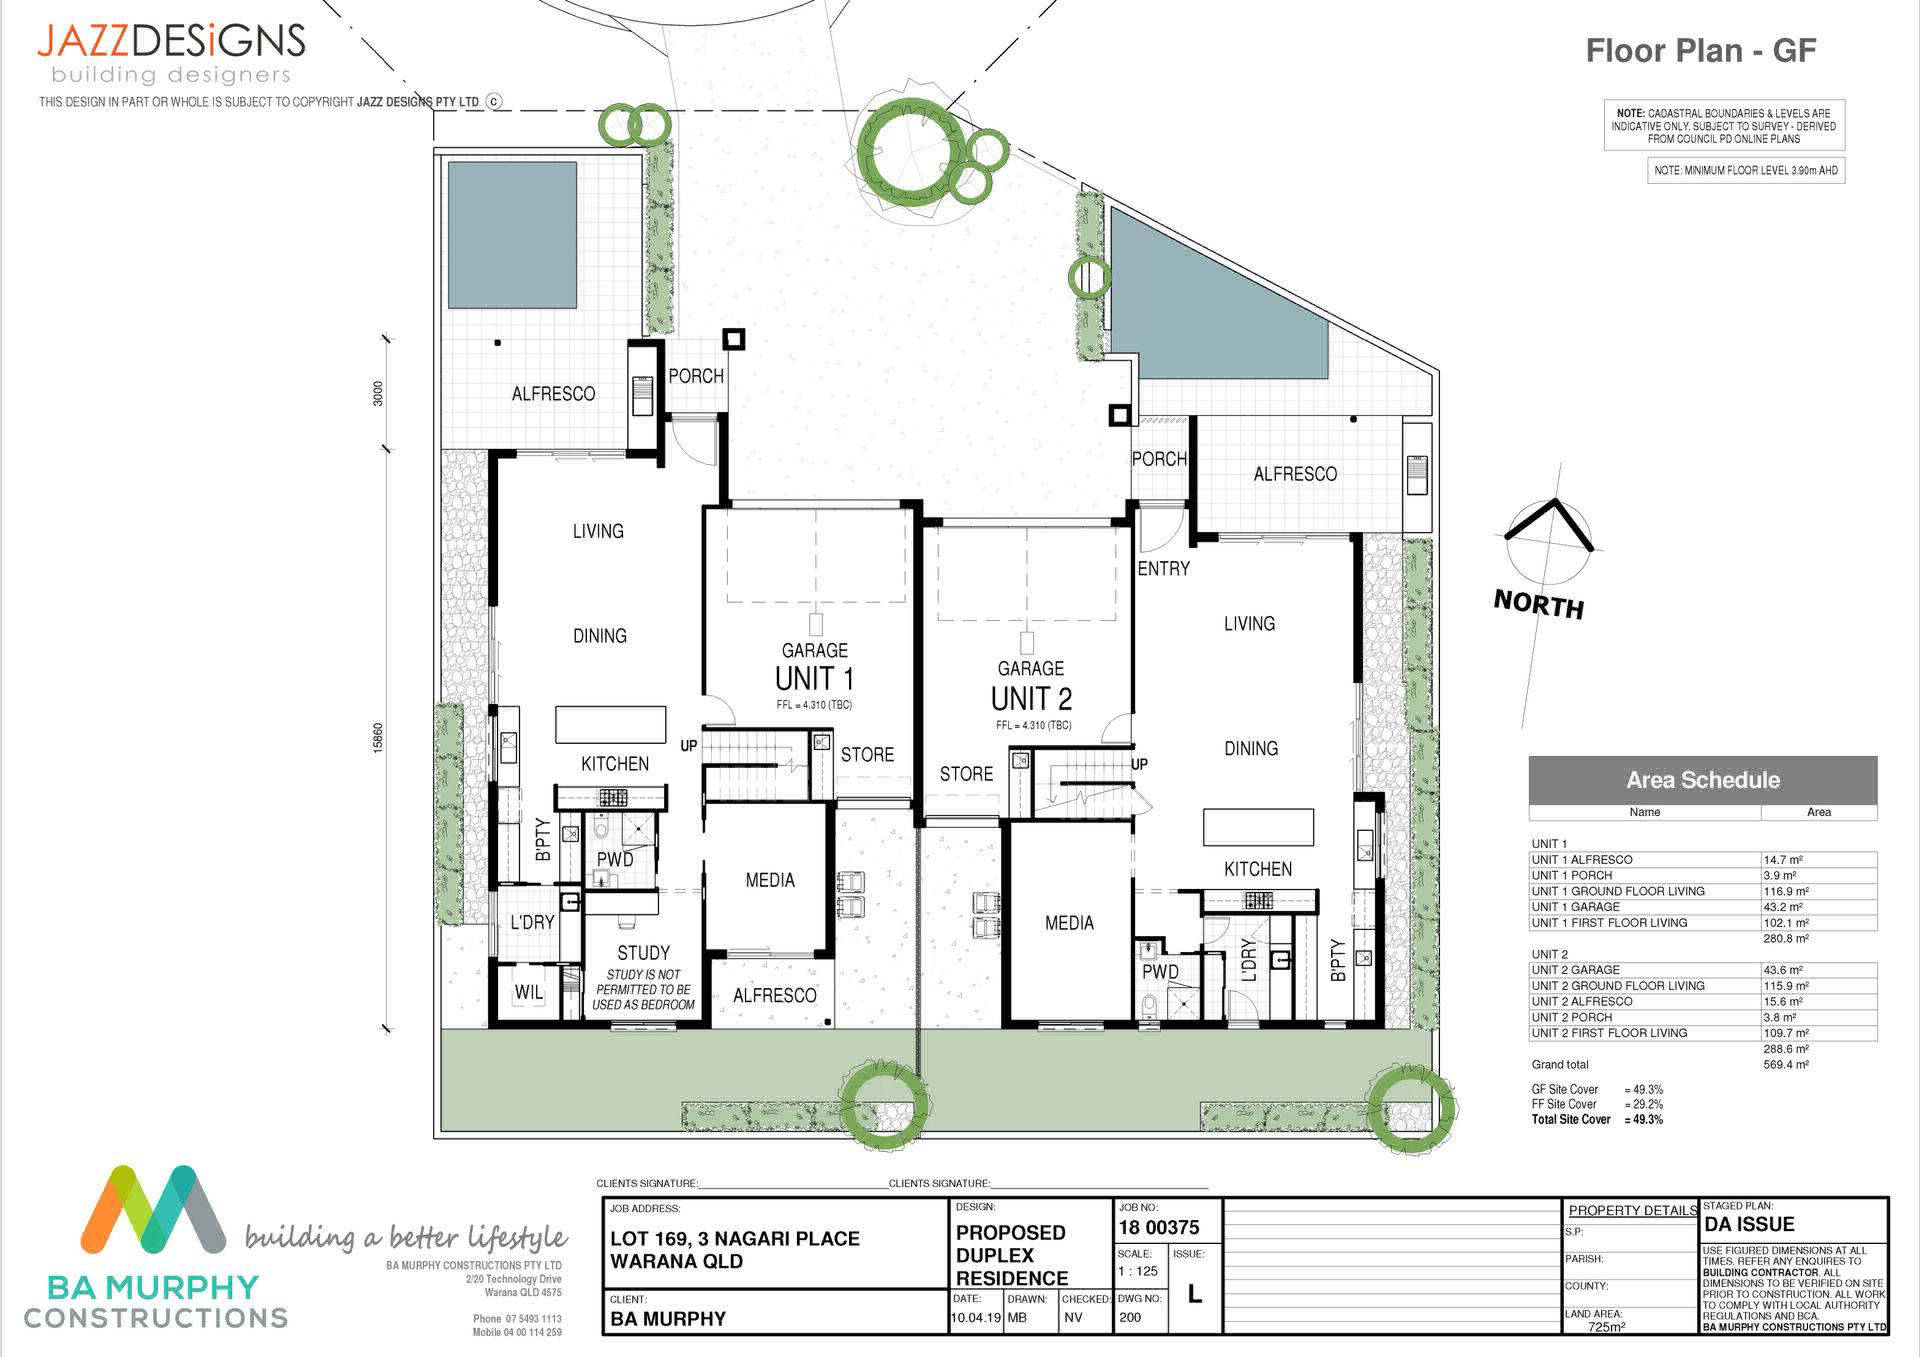 JAZZDESiGNS
building designers
THIS DESIGN IN PART OR WHOLE IS SUBJECT TO COPYRIGHT JAZZ DESIGNS PTY LTD ©
Floor Plan - GF
NOTE: CADASTRAL BOUNDARIES & LEVELS ARE
INDICATIVE ONLY, SUBJECT TO SURVEY - DERIVED
FROM COUNCIL PD ONLINE PLANS
NOTE: MINIMUM FLOOR LEVEL 3.90m AHD
3000
15860
ALFRESCO
PORCH
LIVING
DINING
KITCHEN
UP
GARAGE
UNIT 1
FFL = 4.310 (TBC)
STORE
B'PTY
PWD
MEDIA
L'DRY
STUDY
STUDY IS NOT
PERMITTED TO BE
USED AS BEDROOM
WIL
ALFRESCO
PORCH
ALFRESCO
ENTRY
LIVING
GARAGE
UNIT 2
FFL = 4.310 (TBC)
DINING
STORE
UP
KITCHEN
MEDIA
PWD
L'DRY
B'PTY
NORTH
Area Schedule
Name Area
UNIT 1
UNIT 1 ALFRESCO 14.7 m²
UNIT 1 PORCH 3.9 m²
UNIT 1 GROUND FLOOR LIVING 116.9 m²
UNIT 1 GARAGE 43.2 m²
UNIT 1 FIRST FLOOR LIVING 102.1 m²
280.8 m²
UNIT 2
UNIT 2 GARAGE 43.6 m²
UNIT 2 GROUND FLOOR LIVING 115.9 m²
UNIT 2 ALFRESCO 15.6 m²
UNIT 2 PORCH 3.8 m²
UNIT 2 FIRST FLOOR LIVING 109.7 m²
288.6 m²
Grand total 569.4 m²
GF Site Cover = 49.3%
FF Site Cover = 29.2%
Total Site Cover = 49.3%
building a better lifestyle
BA MURPHY
CONSTRUCTIONS
BA MURPHY CONSTRUCTIONS PTY LTD
2/20 Technology Drive
Warana QLD 4575
Phone 07 5493 1113
Mobile 04 00 114 259
CLIENTS SIGNATURE: CLIENTS SIGNATURE:
JOB ADDRESS:
LOT 169, 3 NAGARI PLACE
WARANA QLD
CLIENT:
BA MURPHY
DESIGN:
PROPOSED
DUPLEX
RESIDENCE
DATE:
10.04.19
DRAWN:
MB
CHECKED:
NV
JOB NO:
18 00375
SCALE:
1 : 125
ISSUE:
L
DWG NO:
200
PROPERTY DETAILS
S.P:
PARISH:
COUNTY:
LAND AREA:
725m²
STAGED PLAN:
DA ISSUE
USE FIGURED DIMENSIONS AT ALL
TIMES. REFER ANY ENQUIRES TO
BUILDING CONTRACTOR. ALL
DIMENSIONS TO BE VERIFIED ON SITE
PRIOR TO CONSTRUCTION. ALL WORK
TO COMPLY WITH LOCAL AUTHORITY
REGULATIONS AND BCA.
BA MURPHY CONSTRUCTIONS PTY LTD